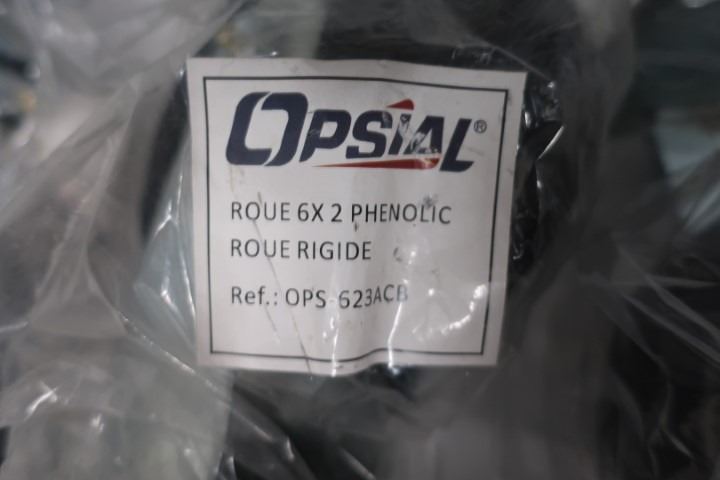 OPSIAL®
ROUE 6X 2 PHENOLIC
ROUE RIGIDE
Ref.: OPS-623ACB